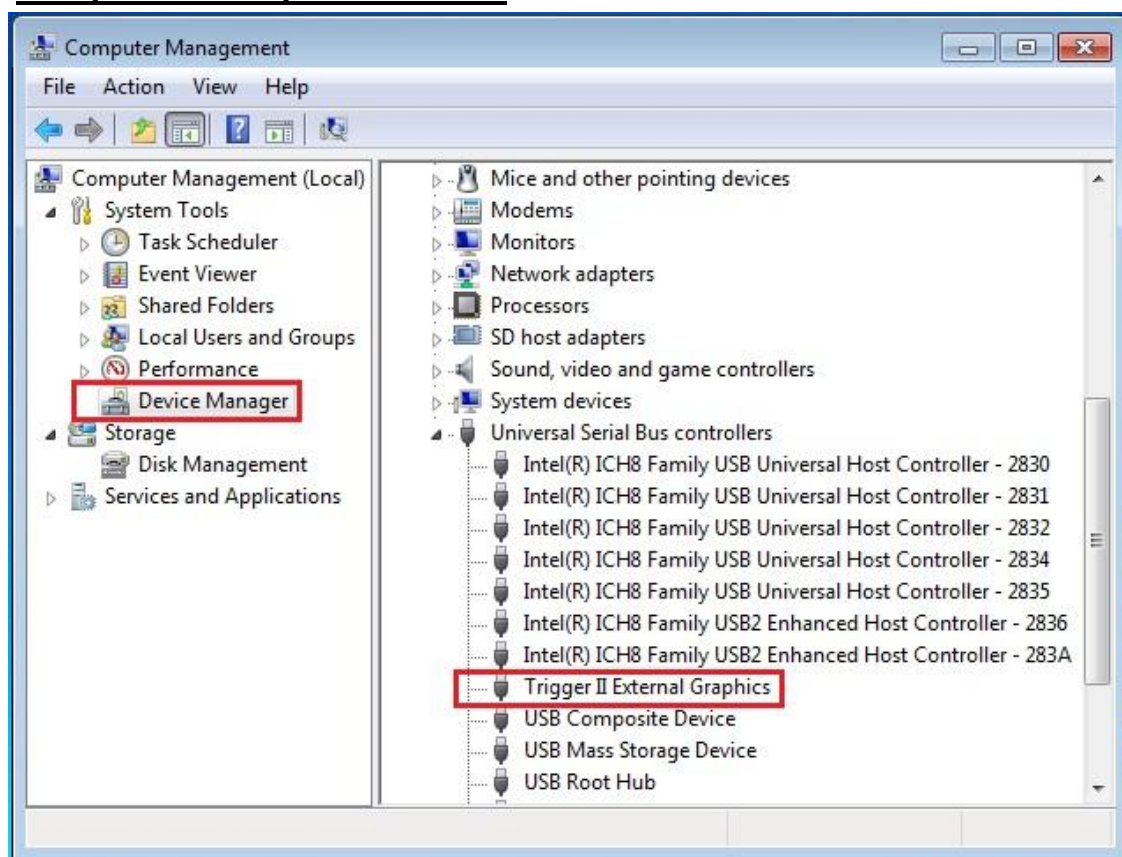 Computer Management
File Action View Help
Computer Management (Local)
System Tools
Task Scheduler
Event Viewer
Shared Folders
Local Users and Groups
Performance
Device Manager
Storage
Disk Management
Services and Applications
Mice and other pointing devices
Modems
Monitors
Network adapters
Processors
SD host adapters
Sound, video and game controllers
System devices
Universal Serial Bus controllers
Intel(R) ICH8 Family USB Universal Host Controller - 2830
Intel(R) ICH8 Family USB Universal Host Controller - 2831
Intel(R) ICH8 Family USB Universal Host Controller - 2832
Intel(R) ICH8 Family USB Universal Host Controller - 2834
Intel(R) ICH8 Family USB Universal Host Controller - 2835
Intel(R) ICH8 Family USB2 Enhanced Host Controller - 2836
Intel(R) ICH8 Family USB2 Enhanced Host Controller - 283A
Trigger II External Graphics
USB Composite Device
USB Mass Storage Device
USB Root Hub